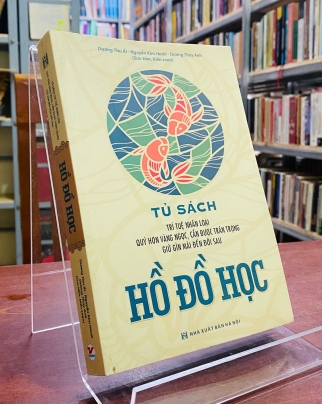 Dương Thu Ái - Nguyễn Kim Hanh - Dương Thùy Anh
(Sưu tầm, biên soạn)
TỦ SÁCH
TRÍ TUỆ NHÂN LOẠI
QUÝ HƠN VÀNG NGỌC, CẦN ĐƯỢC TRÂN TRỌNG
GIỮ GÌN MÃI ĐẾN ĐỜI SAU
HỒ ĐỒ HỌC
NHÀ XUẤT BẢN HÀ NỘI
HỒ ĐỒ HỌC